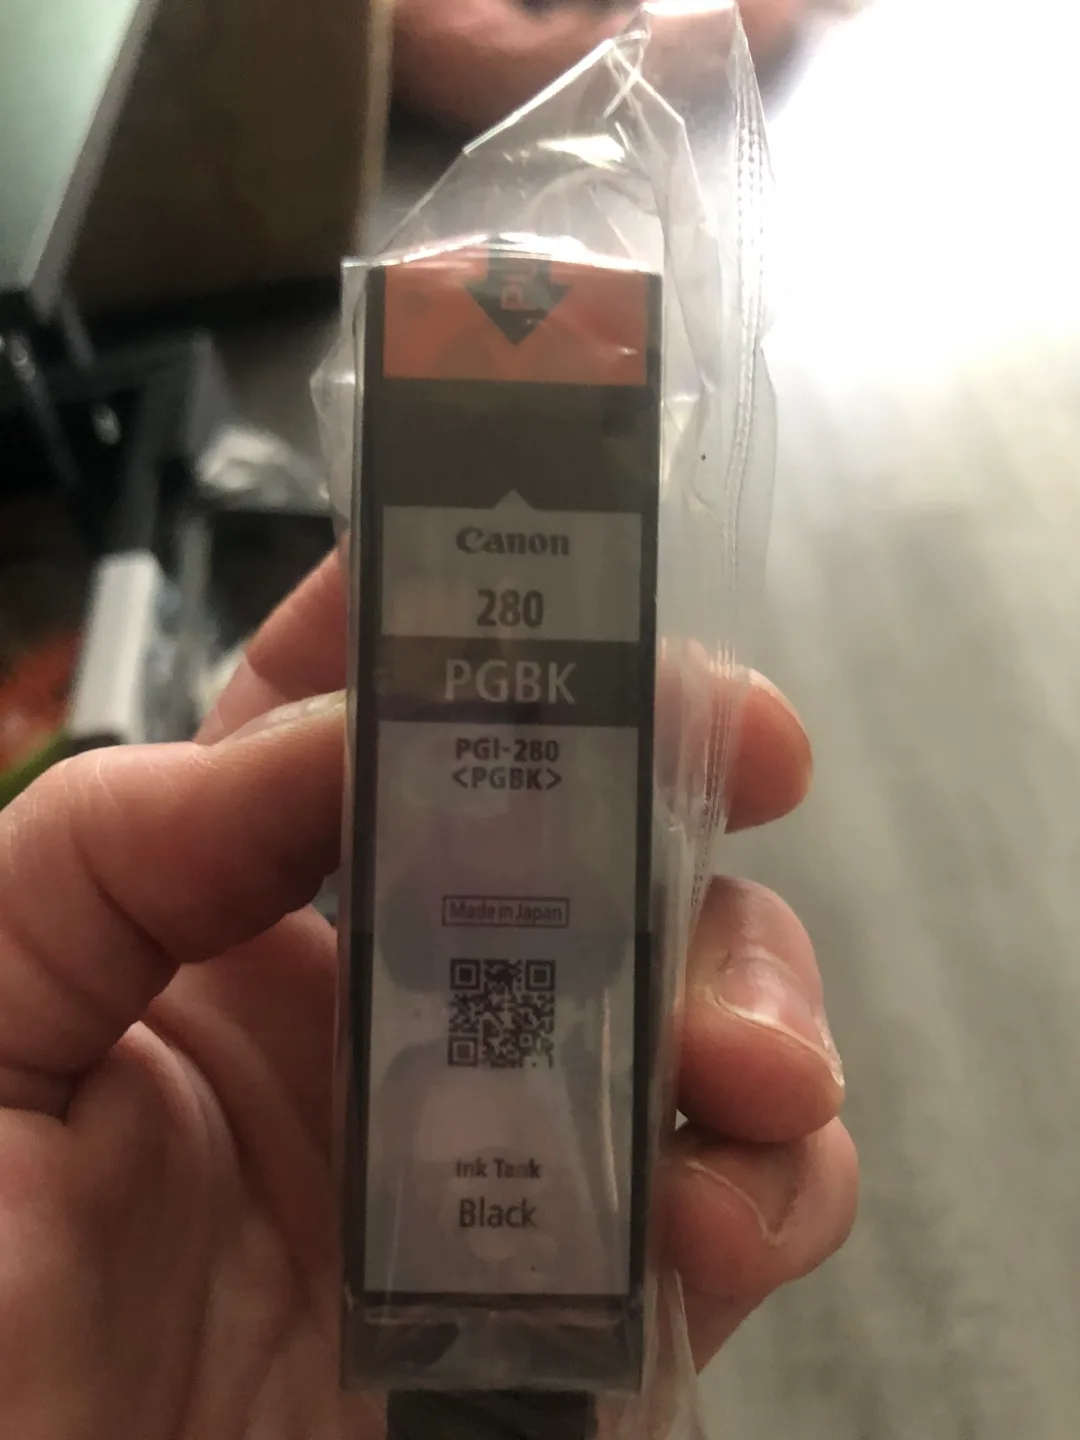 Canon
280
PGBK
PGI-280
<PGBK>
Made in Japan
Ink Tank
Black